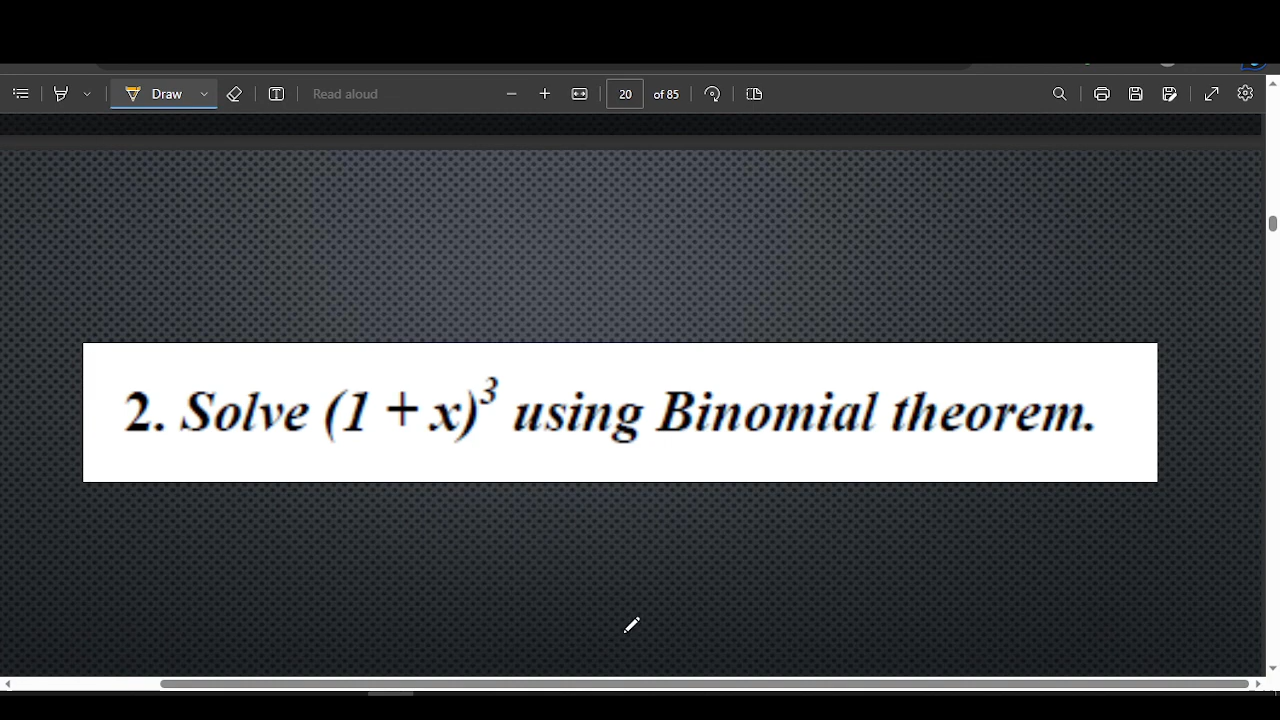 Draw
Read aloud
20 of 85
2. Solve (1 + x)³ using Binomial theorem.